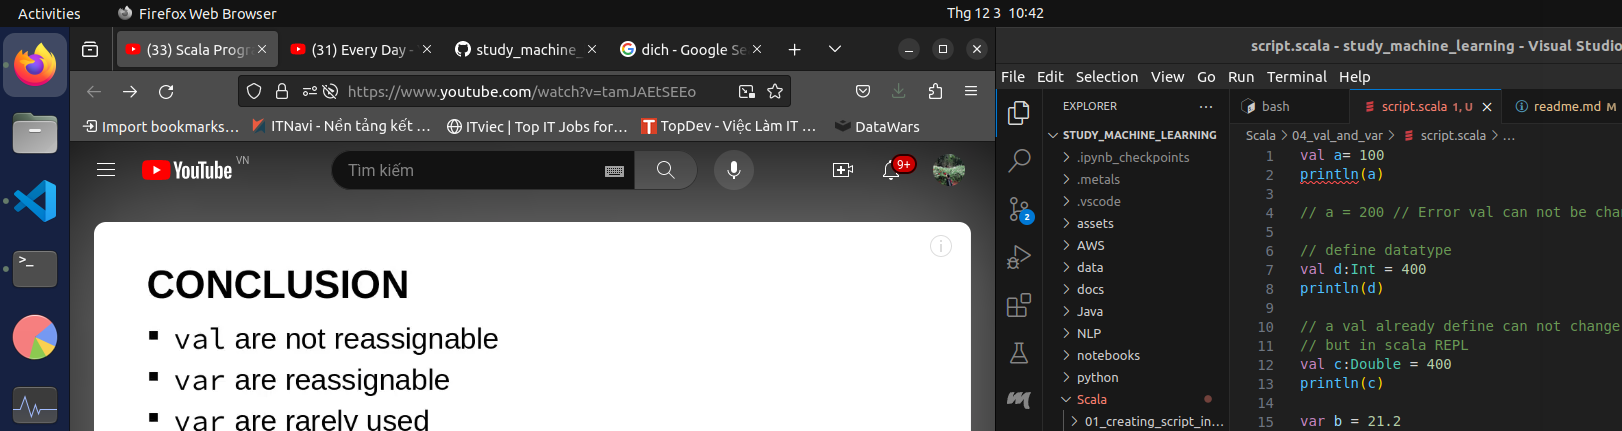 Activities
Firefox Web Browser
Thg 12 3 10:42
(33) Scala Progra
(31) Every Day -
study_machine_
dich - Google Se
https://www.youtube.com/watch?v=tamJAEtSEEo
Import bookmarks...
ITNavi - Nền tảng kết ...
ITviec | Top IT Jobs for...
TopDev - Việc Làm IT ...
DataWars
YouTube VN
Tìm kiếm
9+
CONCLUSION
val are not reassignable
var are reassignable
var are rarely used
script.scala - study_machine_learning - Visual Studio
File Edit Selection View Go Run Terminal Help
EXPLORER ...
bash
script.scala 1, U
readme.md M
STUDY_MACHINE_LEARNING
.ipynb_checkpoints
.metals
.vscode
assets
AWS
data
docs
Java
NLP
notebooks
python
Scala
01_creating_script_in...
2
Scala > 04_val_and_var > script.scala > ...
1 val a= 100
2 println(a)
3
4 // a = 200 // Error val can not be chan
5
6 // define datatype
7 val d:Int = 400
8 println(d)
9
10 // a val already define can not change
11 // but in scala REPL
12 val c:Double = 400
13 println(c)
14
15 var b = 21.2